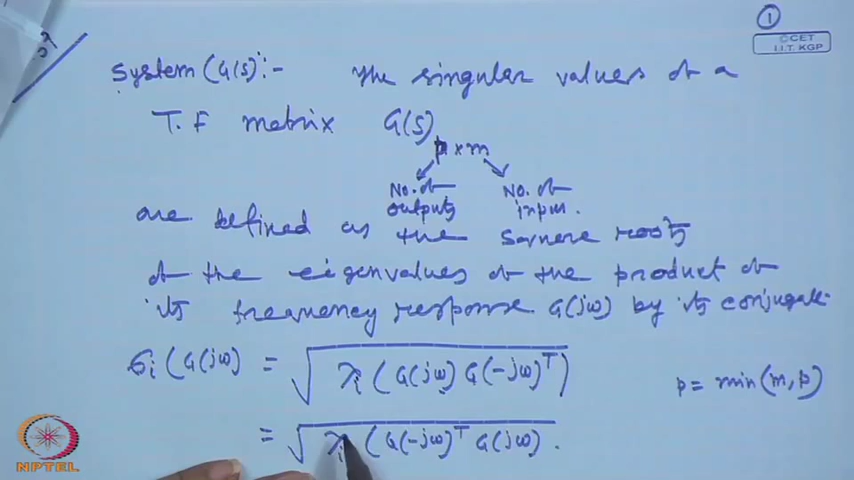 1
© CET
I.I.T. KGP
System (G(s)):- The singular values of a
T.F matrix G(s) p × m
No. of outputs
No. of inputs.
are defined as the square roots
of the eigenvalues of the product of
its frequency response G(jω) by its conjugate
σi(G(jω) = √λi (G(jω) G(-jω)^T)
p = min(m, p)
= √λi (G(-jω)^T G(jω).
NPTEL